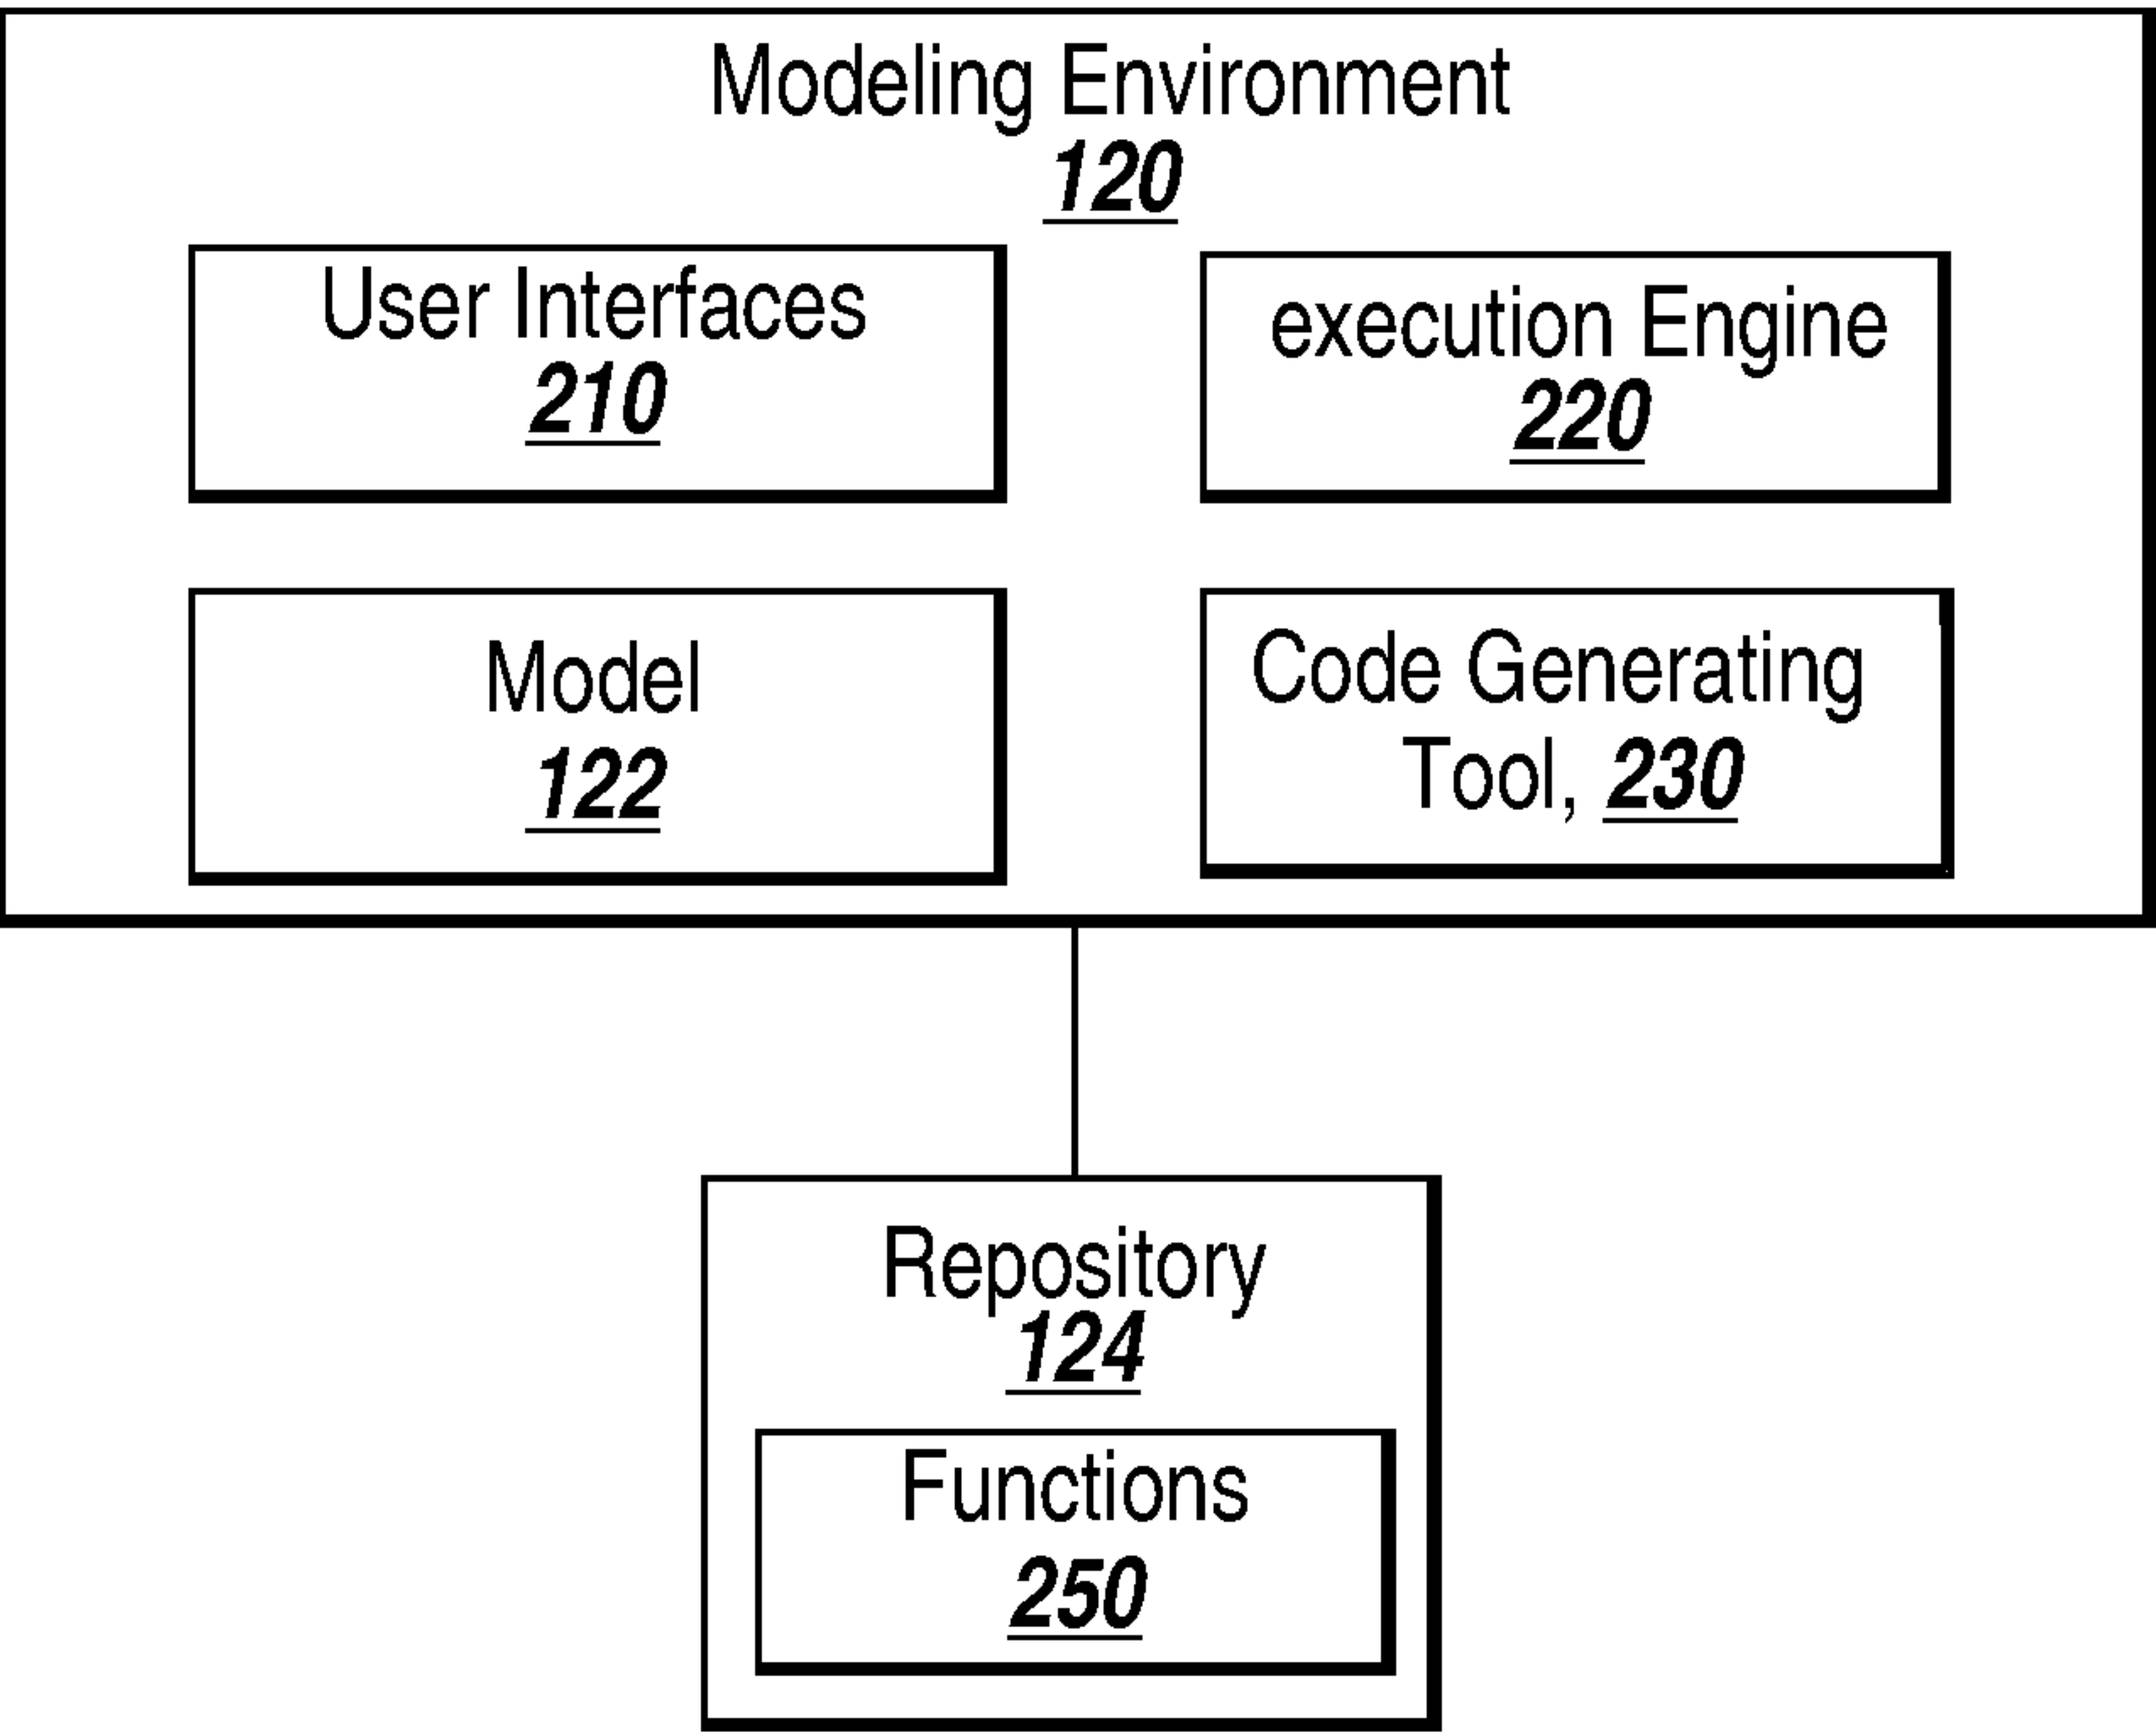 Modeling Environment
120
User Interfaces
210
execution Engine
220
Model
122
Code Generating
Tool, 230
Repository
124
Functions
250